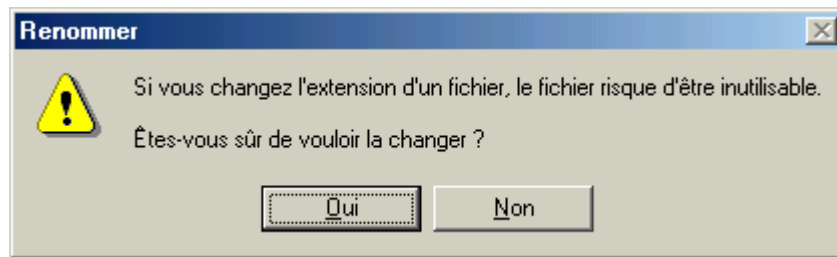 Renommer
Si vous changez l'extension d'un fichier, le fichier risque d'être inutilisable.
Êtes-vous sûr de vouloir la changer ?
Oui Non